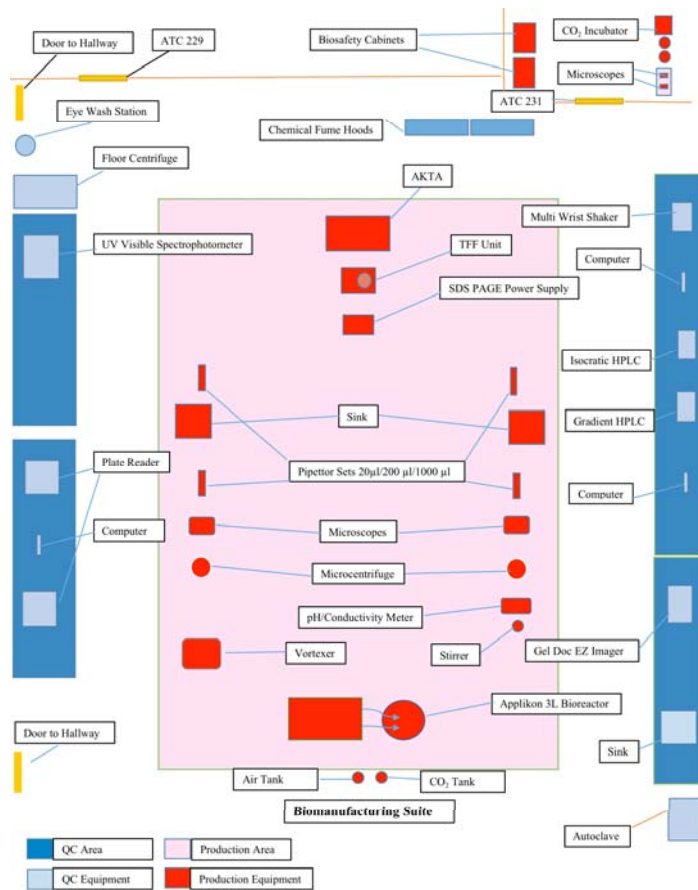 Door to Hallway
ATC 229
Biosafety Cabinets
CO₂ Incubator
Microscopes
ATC 231
Eye Wash Station
Chemical Fume Hoods
Floor Centrifuge
AKTA
Multi Wrist Shaker
UV Visible Spectrophotometer
TFF Unit
Computer
SDS PAGE Power Supply
Isocratic HPLC
Sink
Gradient HPLC
Plate Reader
Pipettor Sets 20µl/200 µl/1000 µl
Computer
Computer
Microscopes
Microcentrifuge
pH/Conductivity Meter
Vortexer
Stirrer
Gel Doc EZ Imager
Applikon 3L Bioreactor
Door to Hallway
Sink
Air Tank
CO₂ Tank
Biomanufacturing Suite
Autoclave
QC Area
Production Area
QC Equipment
Production Equipment